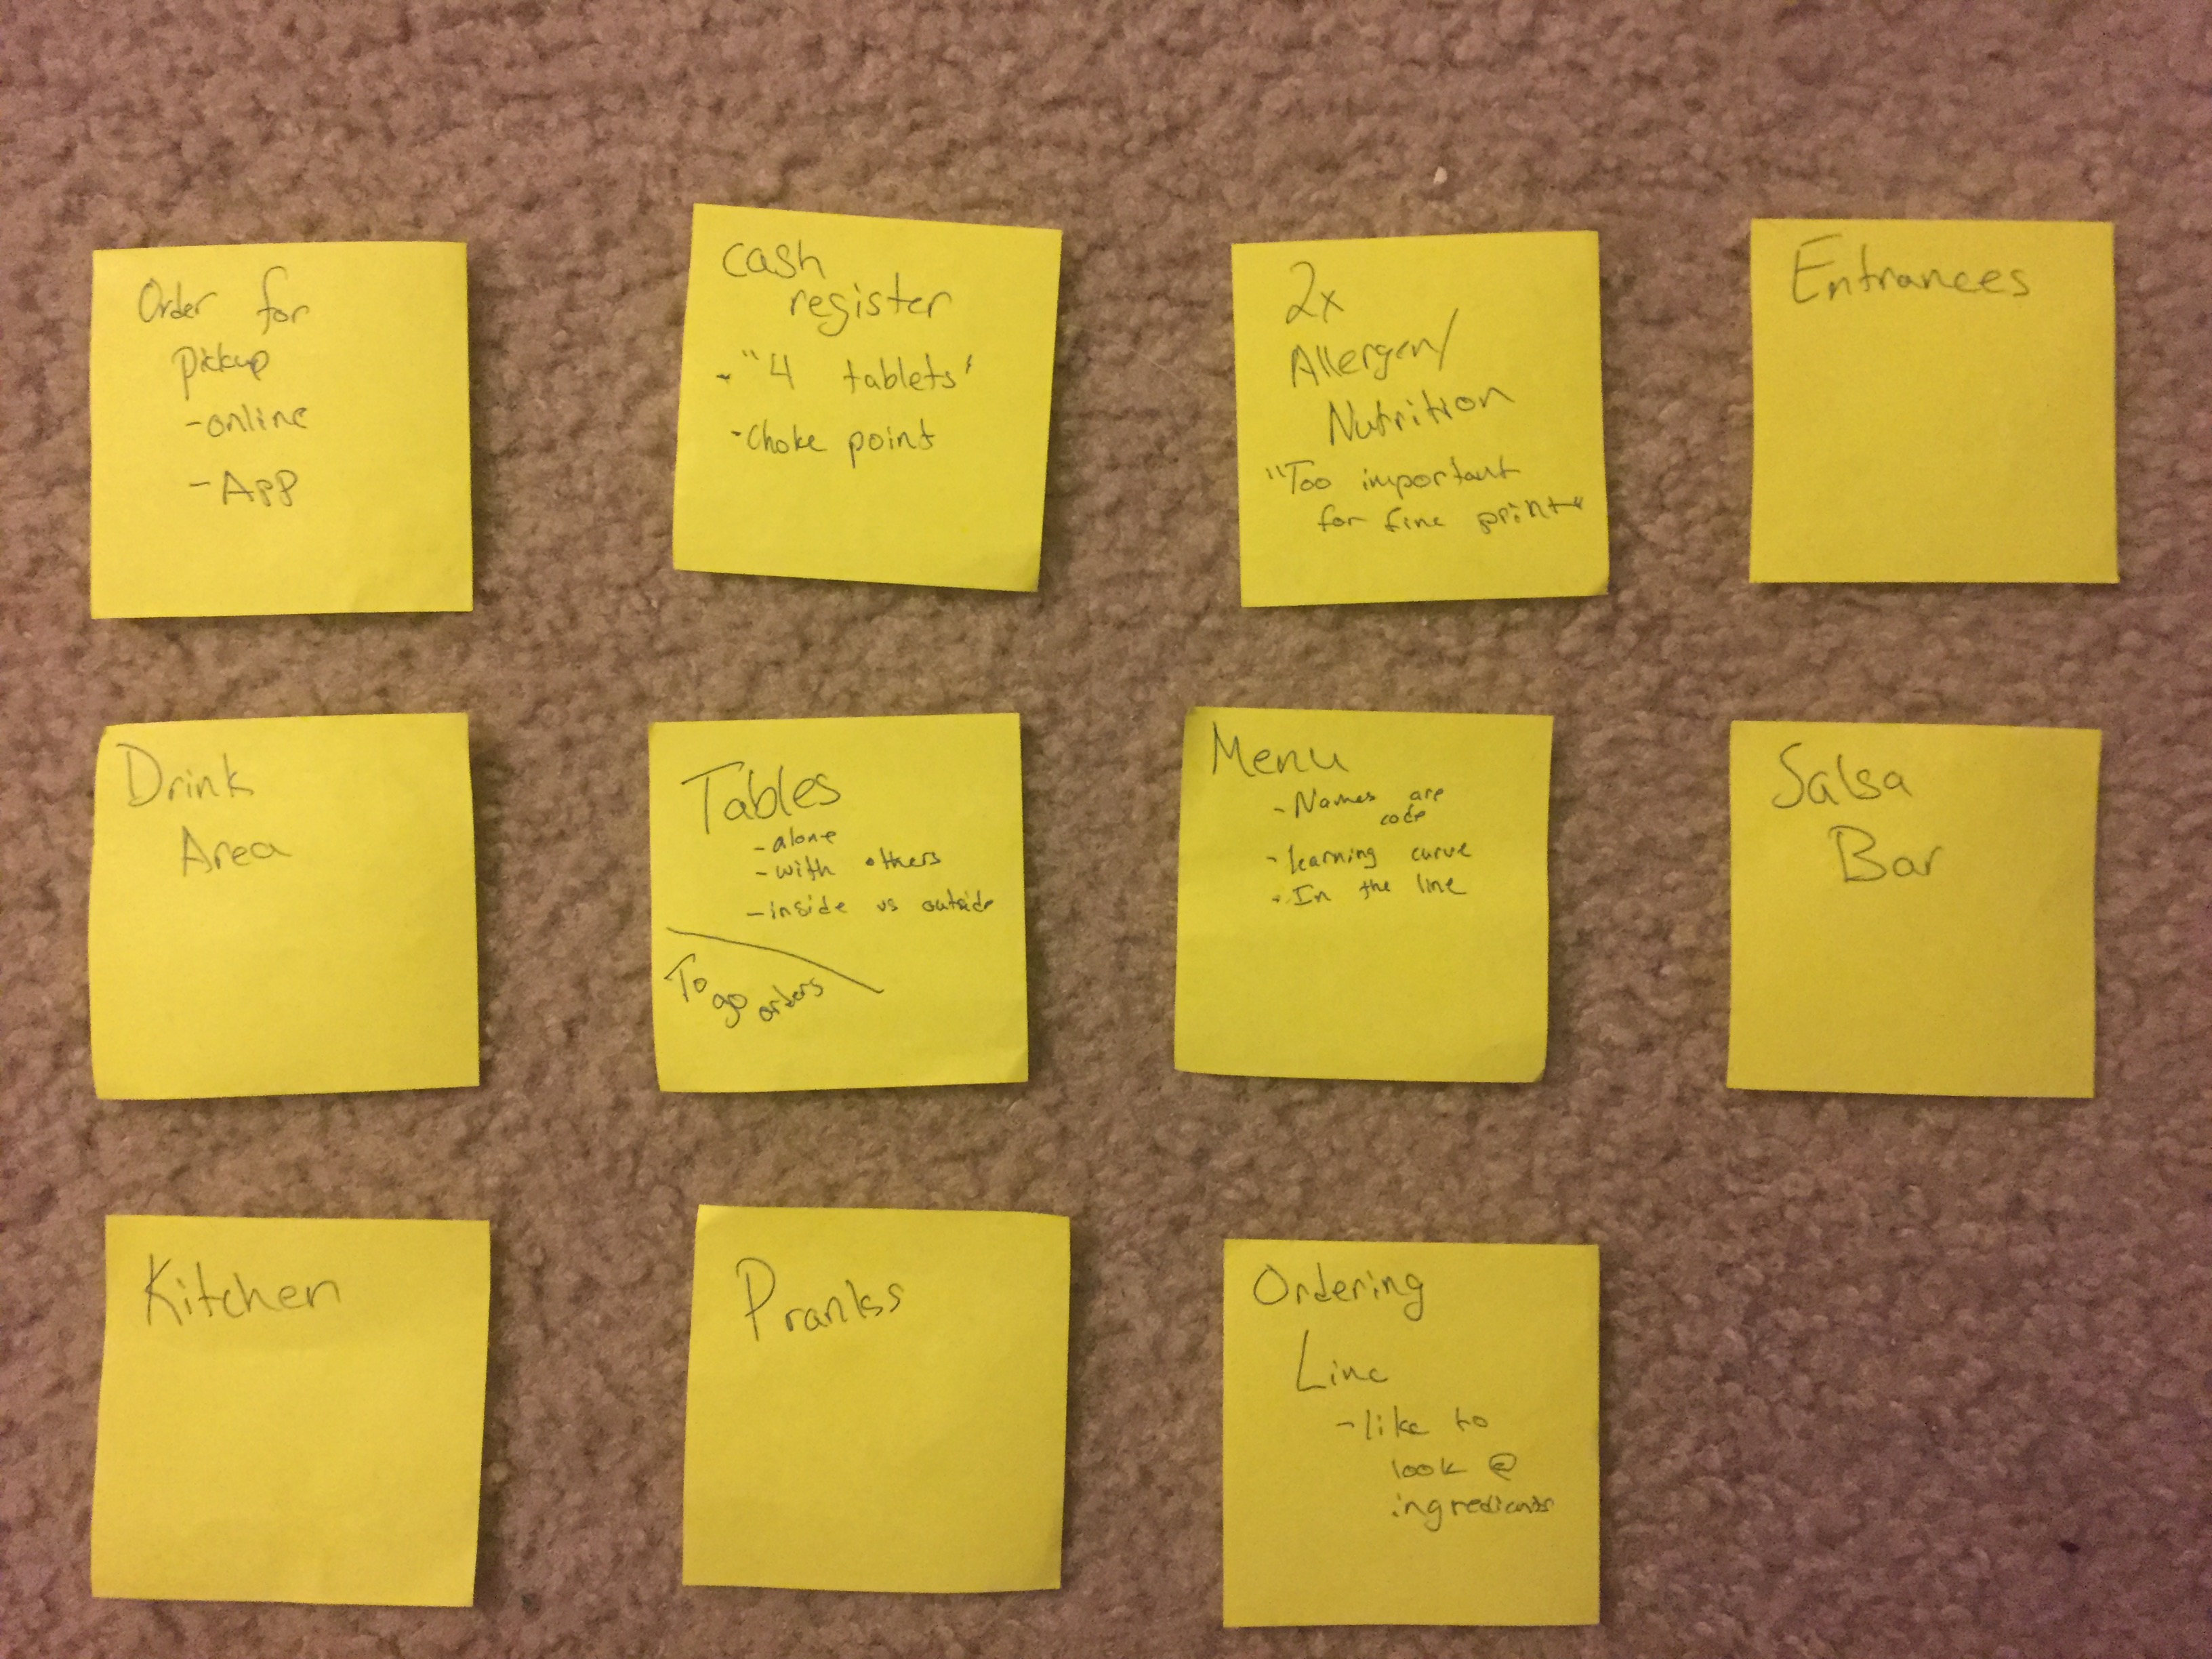 Order for
Pickup
-online
-App
cash
register
- "4 tablets'
-Choke point
2x
Allergen/
Nutrition
"Too important
for fine print"
Entrances
Drink
Area
Tables
-alone
-with others
-inside vs outside
To go orders
Menu
-Names are
code
-learning curve
-In the line
Salsa
Bar
Kitchen
Pranks
Ordering
Line
-like to
look @
ingredients